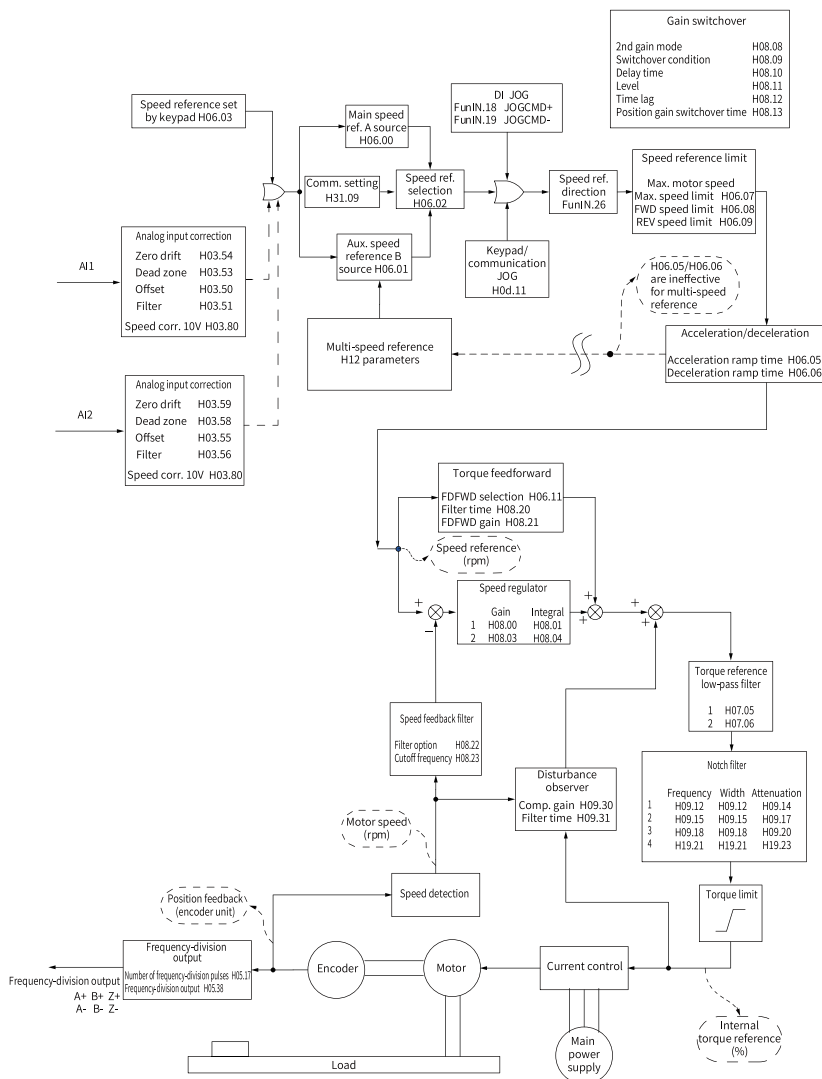 Gain switchover
2nd gain mode H08.08
Switchover condition H08.09
Delay time H08.10
Level H08.11
Time lag H08.12
Position gain switchover time H08.13
Speed reference set
by keypad H06.03
Main speed
ref. A source
H06.00
DI JOG
FunIN.18 JOGCMD+
FunIN.19 JOGCMD-
Comm. setting
H31.09
Speed ref.
selection
H06.02
Speed ref.
direction
FunIN.26
Speed reference limit
Max. motor speed
Max. speed limit H06.07
FWD speed limit H06.08
REV speed limit H06.09
Aux. speed
reference B
source H06.01
Keypad/
communication
JOG
H0d.11
AI1
Analog input correction
Zero drift H03.54
Dead zone H03.53
Offset H03.50
Filter H03.51
Speed corr. 10V H03.80
H06.05/H06.06
are ineffective
for multi-speed
reference
Multi-speed reference
H12 parameters
Acceleration/deceleration
Acceleration ramp time H06.05
Deceleration ramp time H06.06
AI2
Analog input correction
Zero drift H03.59
Dead zone H03.58
Offset H03.55
Filter H03.56
Speed corr. 10V H03.80
Torque feedforward
FDFWD selection H06.11
Filter time H08.20
FDFWD gain H08.21
Speed reference
(rpm)
Speed regulator
Gain Integral
1 H08.00 H08.01
2 H08.03 H08.04
+
−
+
+
+
+
Torque reference
low-pass filter
1 H07.05
2 H07.06
Speed feedback filter
Filter option H08.22
Cutoff frequency H08.23
Notch filter
Frequency Width Attenuation
1 H09.12 H09.12 H09.14
2 H09.15 H09.15 H09.17
3 H09.18 H09.18 H09.20
4 H19.21 H19.21 H19.23
Disturbance
observer
Comp. gain H09.30
Filter time H09.31
Motor speed
(rpm)
Speed detection
Torque limit
Position feedback
(encoder unit)
Frequency-division
output
Number of frequency-division pulses H05.17
Frequency-division output H05.38
Encoder
Motor
Current control
Frequency-division output
A+ B+ Z+
A- B- Z-
Internal
torque reference
(%)
Main
power
supply
Load